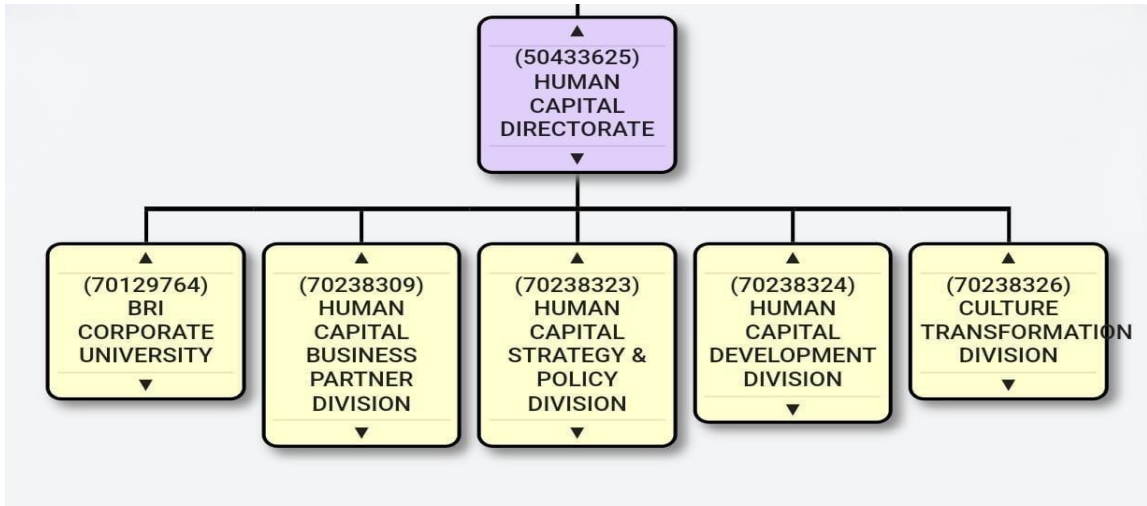 (50433625)
HUMAN
CAPITAL
DIRECTORATE
(70129764)
BRI
CORPORATE
UNIVERSITY
(70238309)
HUMAN
CAPITAL
BUSINESS
PARTNER
DIVISION
(70238323)
HUMAN
CAPITAL
STRATEGY &
POLICY
DIVISION
(70238324)
HUMAN
CAPITAL
DEVELOPMENT
DIVISION
(70238326)
CULTURE
TRANSFORMATION
DIVISION